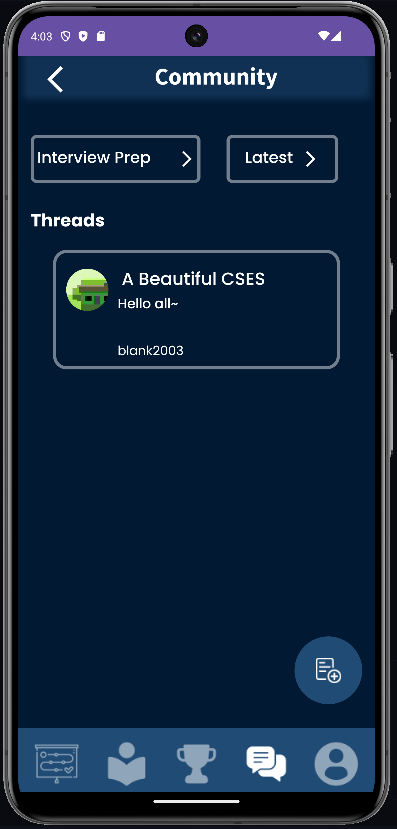 4:03
Community
Interview Prep
Latest
Threads
A Beautiful CSES
Hello all~
blank2003